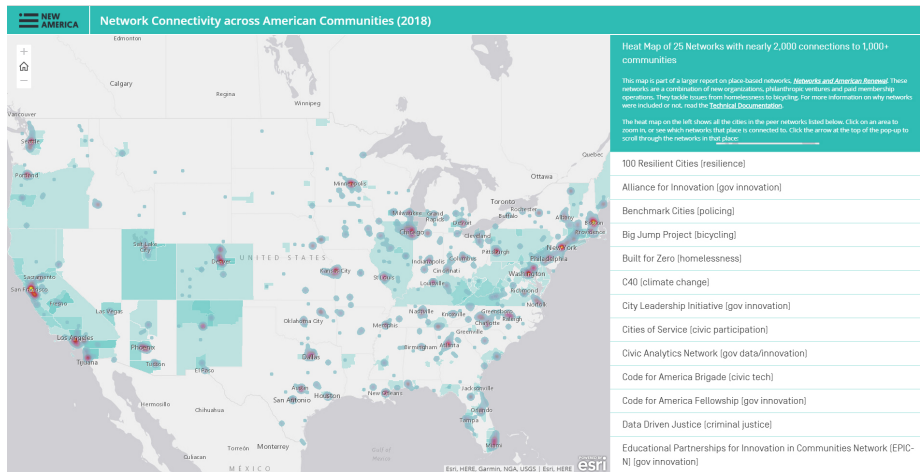 NEW
AMERICA
Network Connectivity across American Communities (2018)
Heat Map of 25 Networks with nearly 2,000 connections to 1,000+
communities
This map is part of a larger report on place-based networks, Networks and American Renewal. These
networks are a combination of new organizations, philanthropic ventures and paid membership
operations. They tackle issues from homelessness to bicycling. For more information on why networks
were included or not, read the Technical Documentation.
The heat map on the left shows all the cities in the peer networks listed below. Click on an area to
zoom in, or see which networks that place is connected to. Click the arrow at the top of the pop-up to
scroll through the networks in that place:
100 Resilient Cities [resilience]
Alliance for Innovation [gov innovation]
Benchmark Cities [policing]
Big Jump Project [bicycling]
Built for Zero [homelessness]
C40 [climate change]
City Leadership Initiative [gov innovation]
Cities of Service [civic participation]
Civic Analytics Network [gov data/innovation]
Code for America Brigade [civic tech]
Code for America Fellowship [gov innovation]
Data Driven Justice [criminal justice]
Educational Partnerships for Innovation in Communities Network [EPIC-
N] [gov innovation]
Edmonton
Calgary
Regina
Winnipeg
Vancouver
Seattle
Portland
Quebec
Ottawa
Minneapolis
Toronto
Rochester
Buffalo
Albany
Boston
Providence
Milwaukee
Grand
Rapids
Detroit
Chicago
Cleveland
New York
Pittsburgh
Philadelphia
Salt Lake
City
Denver
UNITED STATES
Indianapolis
Columbus
Cincinnati
Washington
Sacramento
San Francisco
Kansas City
St Louis
Louisville
Richmond
Norfolk
Fresno
Las Vegas
Nashville
Knoxville
Greensboro
Raleigh
Charlotte
Oklahoma City
Memphis
Greenville
Los Angeles
Phoenix
Birmingham
Atlanta
Tijuana
Tucson
El Paso
Dallas
Austin
Houston
San Antonio
New Orleans
Jacksonville
Orlando
Tampa
Miami
Hermosillo
Chihuahua
Culiacan
Torreón
Monterrey
Gulf of
Mexico
MÉXICO
Esri, HERE, Garmin, NGA, USGS | Esri, HERE
POWERED BY
esri